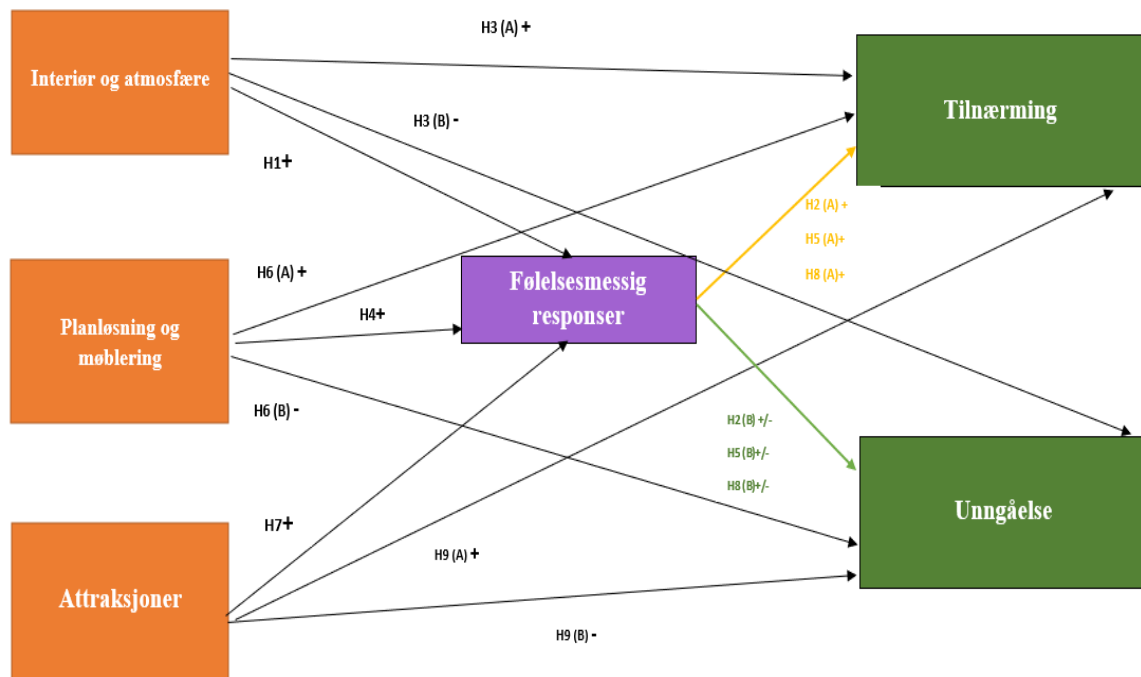 H3 (A) +
Interiør og atmosfære
Tilnærming
H3 (B) -
H1+
H2 (A) +
H5 (A)+
H8 (A)+
H6 (A) +
Følelsesmessig
responser
H4+
Planløsning og
møblering
H6 (B) -
H2 (B) +/-
H5 (B)+/-
H8 (B)+/-
Unngåelse
H7+
H9 (A) +
Attraksjoner
H9 (B) -